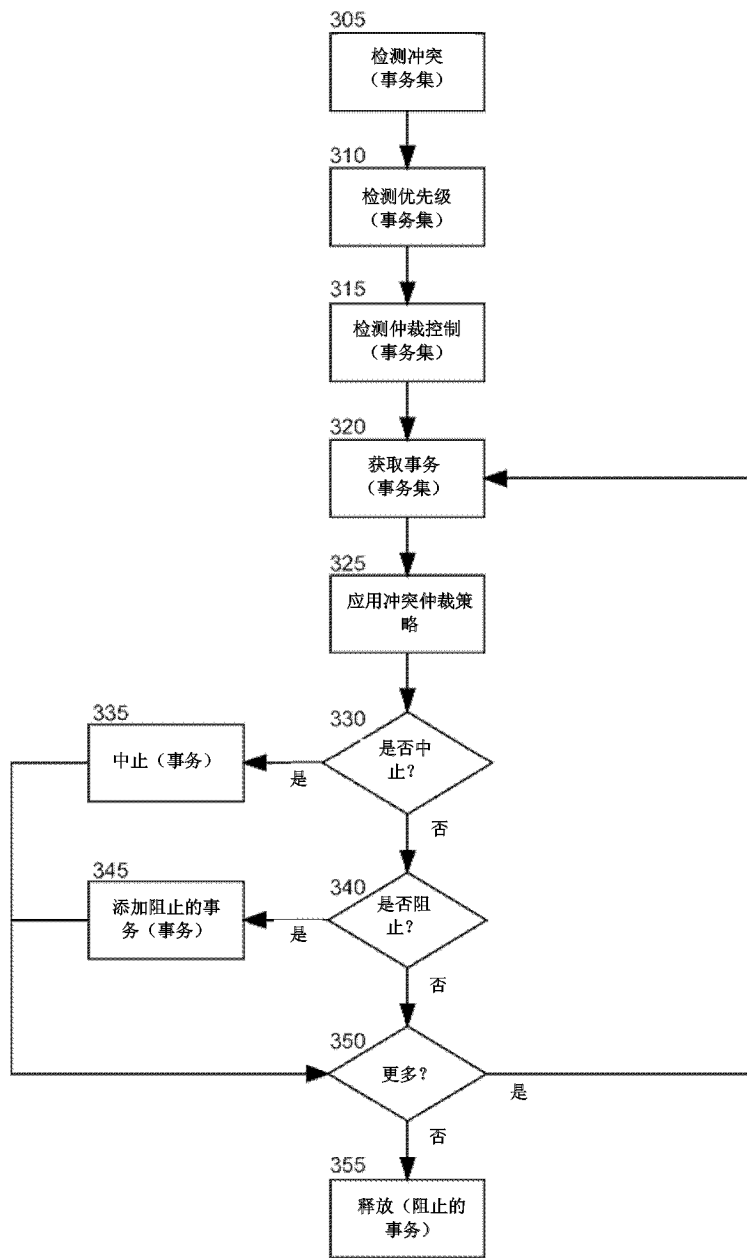 305
检测冲突
（事务集）
310
检测优先级
（事务集）
315
检测仲裁控制
（事务集）
320
获取事务
（事务集）
325
应用冲突仲裁策
略
330
是否中
止？
是
否
335
中止（事务）
340
是否阻
止？
是
否
345
添加阻止的事
务（事务）
350
更多？
是
否
355
释放（阻止的
事务）